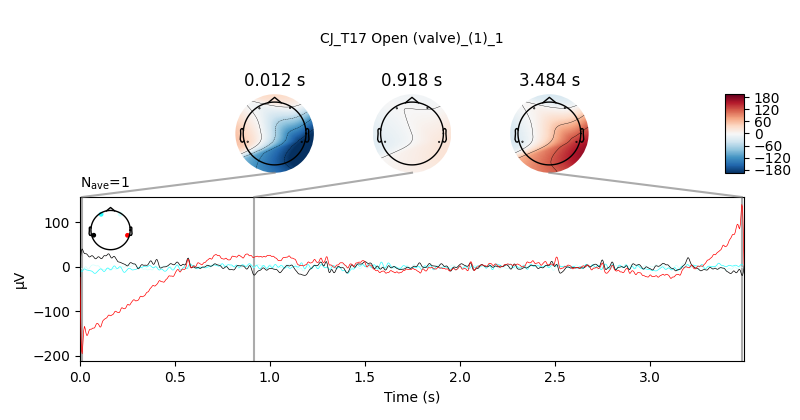 CJ_T17 Open (valve)_(1)_1
0.012 s 0.918 s 3.484 s
180
120
60
0
−60
−120
−180
Nave=1
100
0
−100
−200
µV
0.0 0.5 1.0 1.5 2.0 2.5 3.0
Time (s)